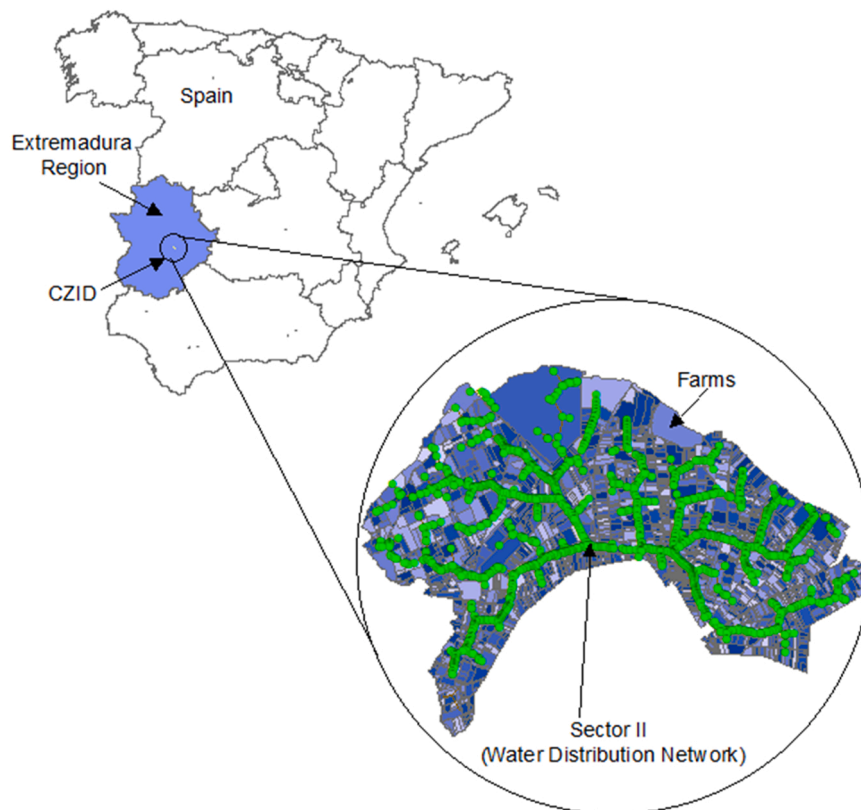 Spain
Extremadura
Region
CZID
Farms
Sector II
(Water Distribution Network)